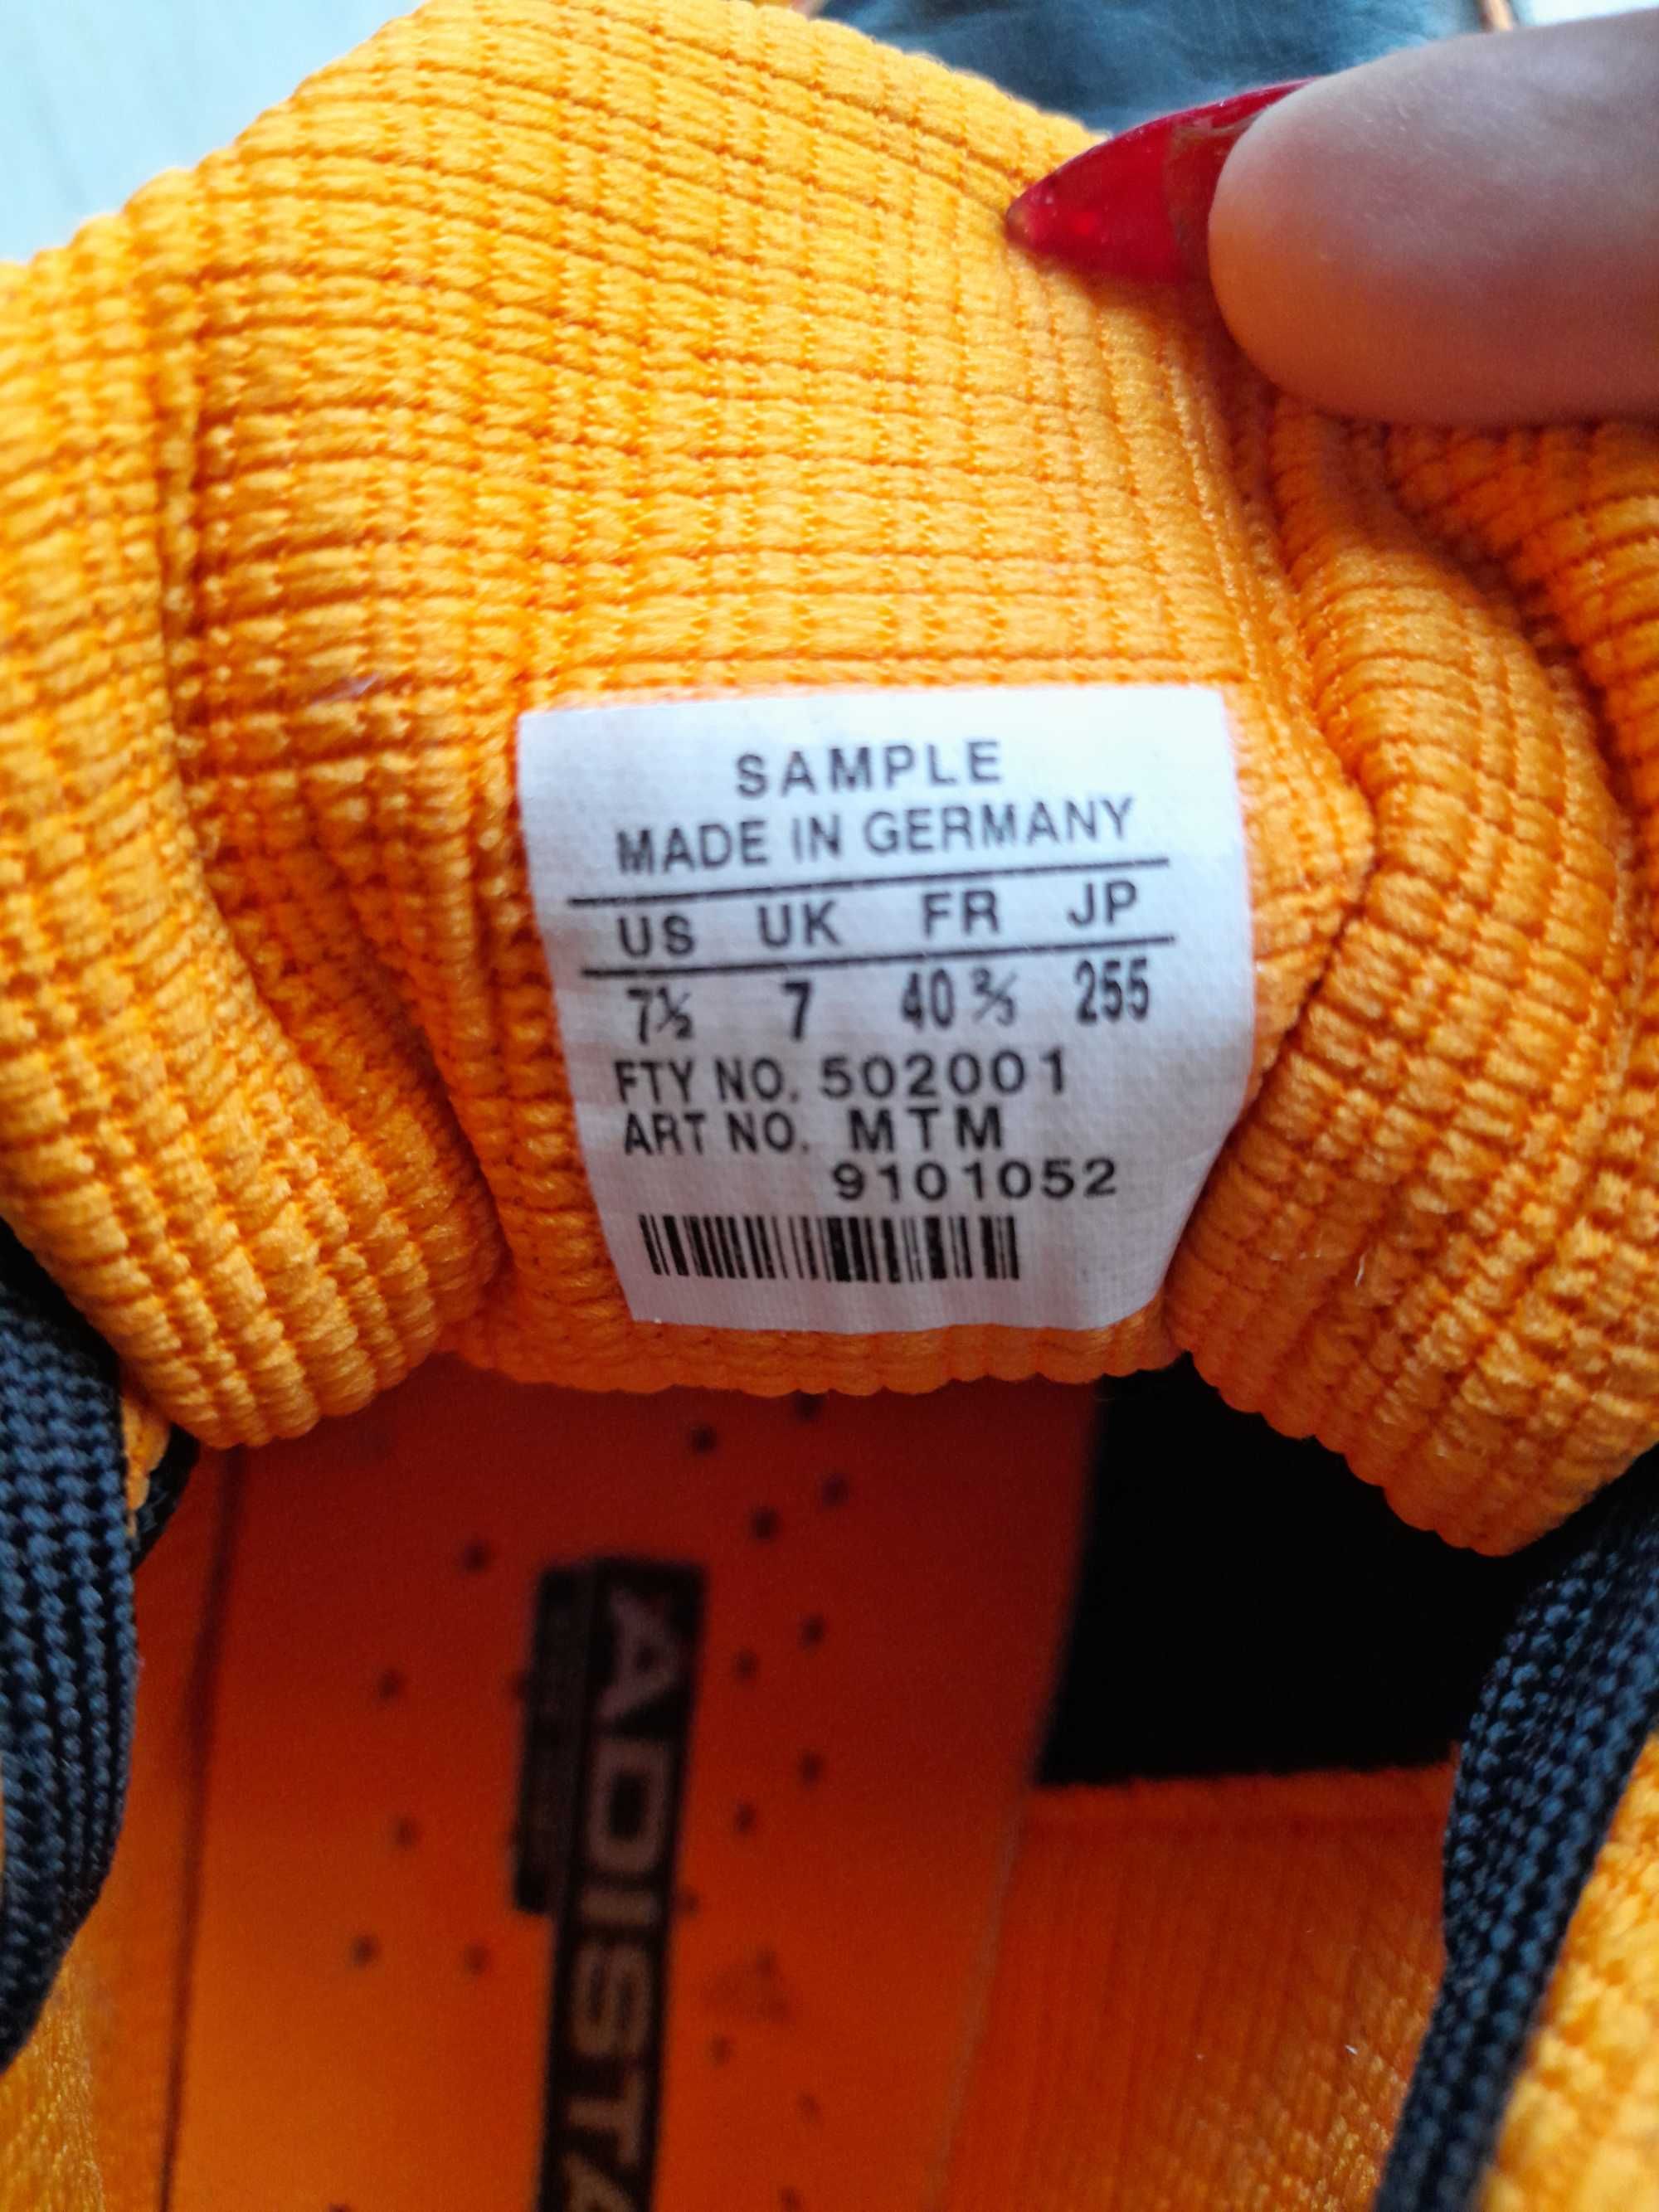 SAMPLE
MADE IN GERMANY
US UK FR JP
7½ 7 40⅔ 255
FTY NO. 502001
ART NO. MTM
9101052
ADISTA